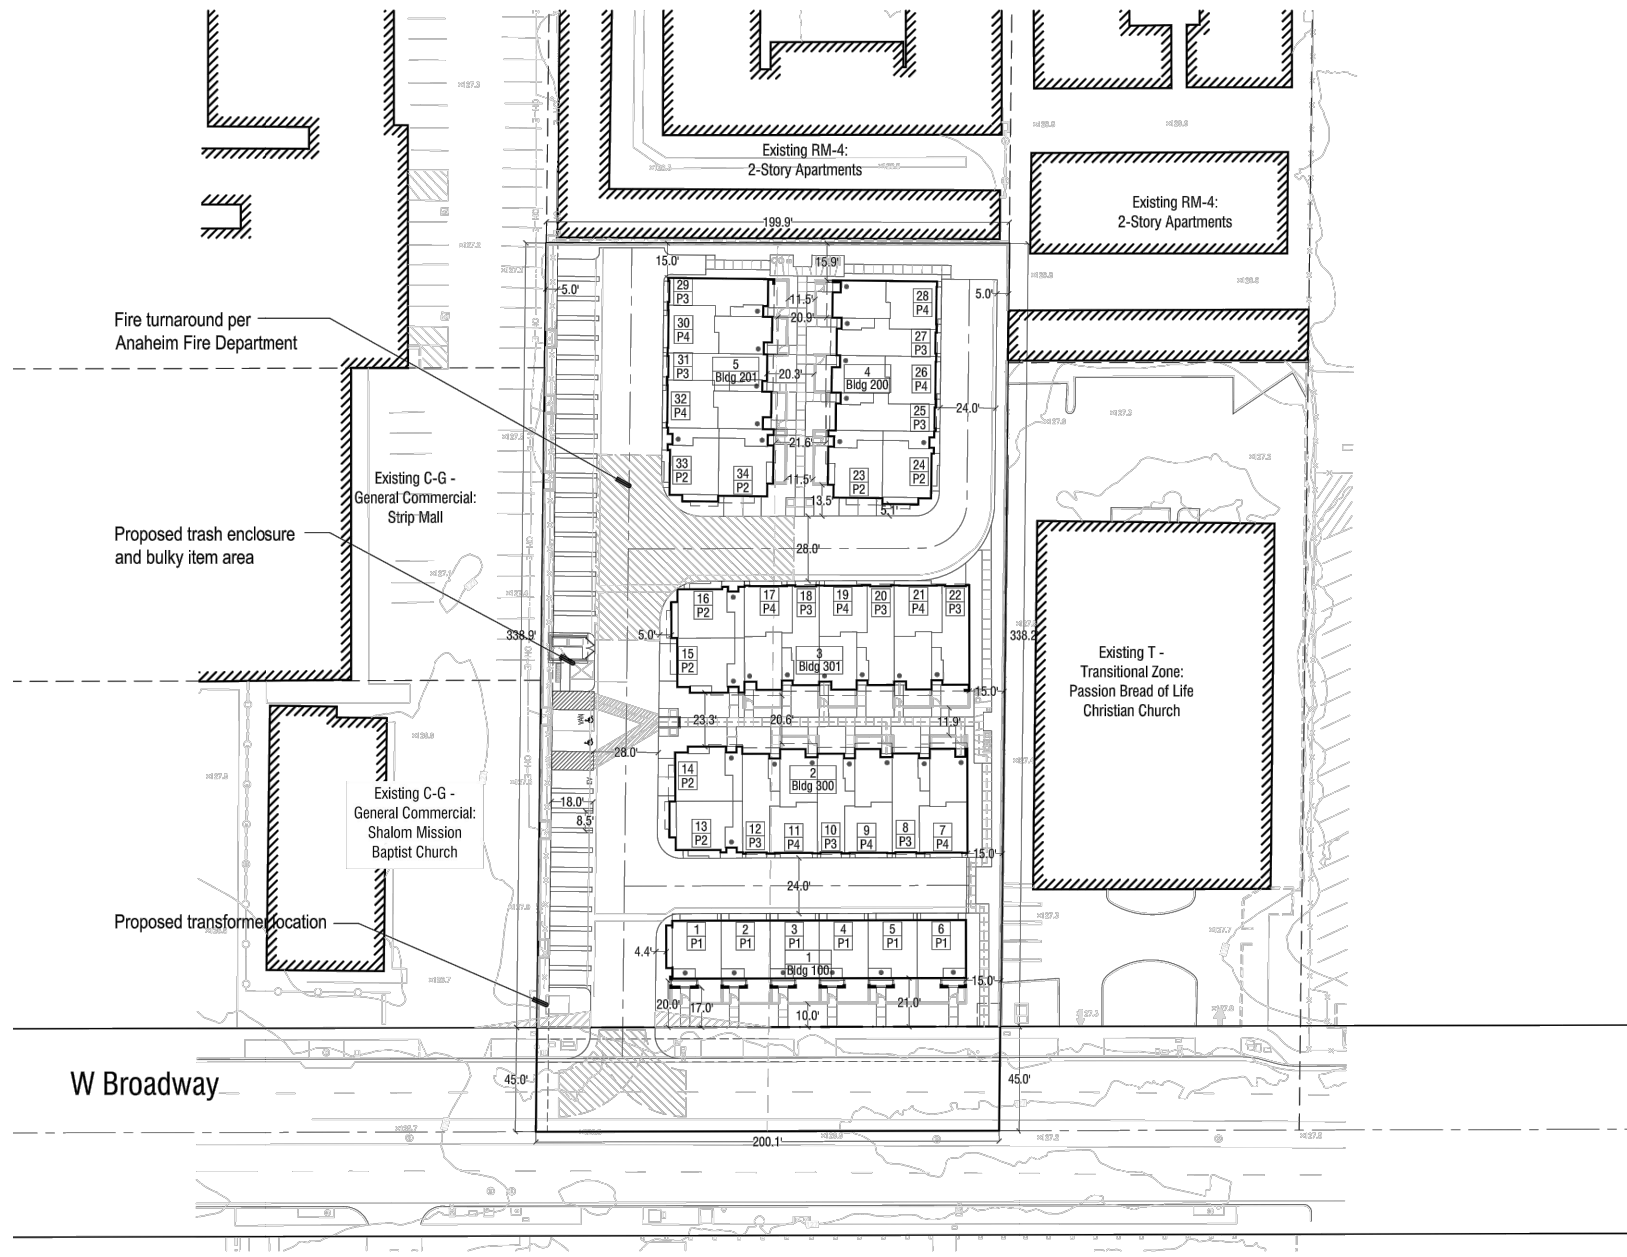 Existing RM-4:
2-Story Apartments
Existing RM-4:
2-Story Apartments
199.9'
15.0'
15.9'
5.0'
5.0'
Fire turnaround per
Anaheim Fire Department
29
P3
30
P4
31
P3
32
P4
33
P2
34
P2
5
Bldg 201
11.5'
20.9'
20.3'
21.6'
11.5'
13.5'
28
P4
27
P3
26
P4
25
P3
24
P2
23
P2
4
Bldg 200
24.0'
5.1'
28.0'
Existing C-G -
General Commercial:
Strip Mall
Proposed trash enclosure
and bulky item area
338.9'
338.2'
5.0'
16
P2
17
P4
18
P3
19
P4
20
P3
21
P4
22
P3
15
P2
3
Bldg 301
15.0'
23.3'
20.6'
11.9'
28.0'
Existing T -
Transitional Zone:
Passion Bread of Life
Christian Church
14
P2
2
Bldg 300
13
P2
12
P3
11
P4
10
P3
9
P4
8
P3
7
P4
18.0'
8.5'
15.0'
24.0'
Existing C-G -
General Commercial:
Shalom Mission
Baptist Church
Proposed transformer location
1
P1
2
P1
3
P1
4
P1
5
P1
6
P1
1
Bldg 100
4.4'
15.0'
20.0'
17.0'
10.0'
21.0'
W Broadway
45.0'
45.0'
200.1'